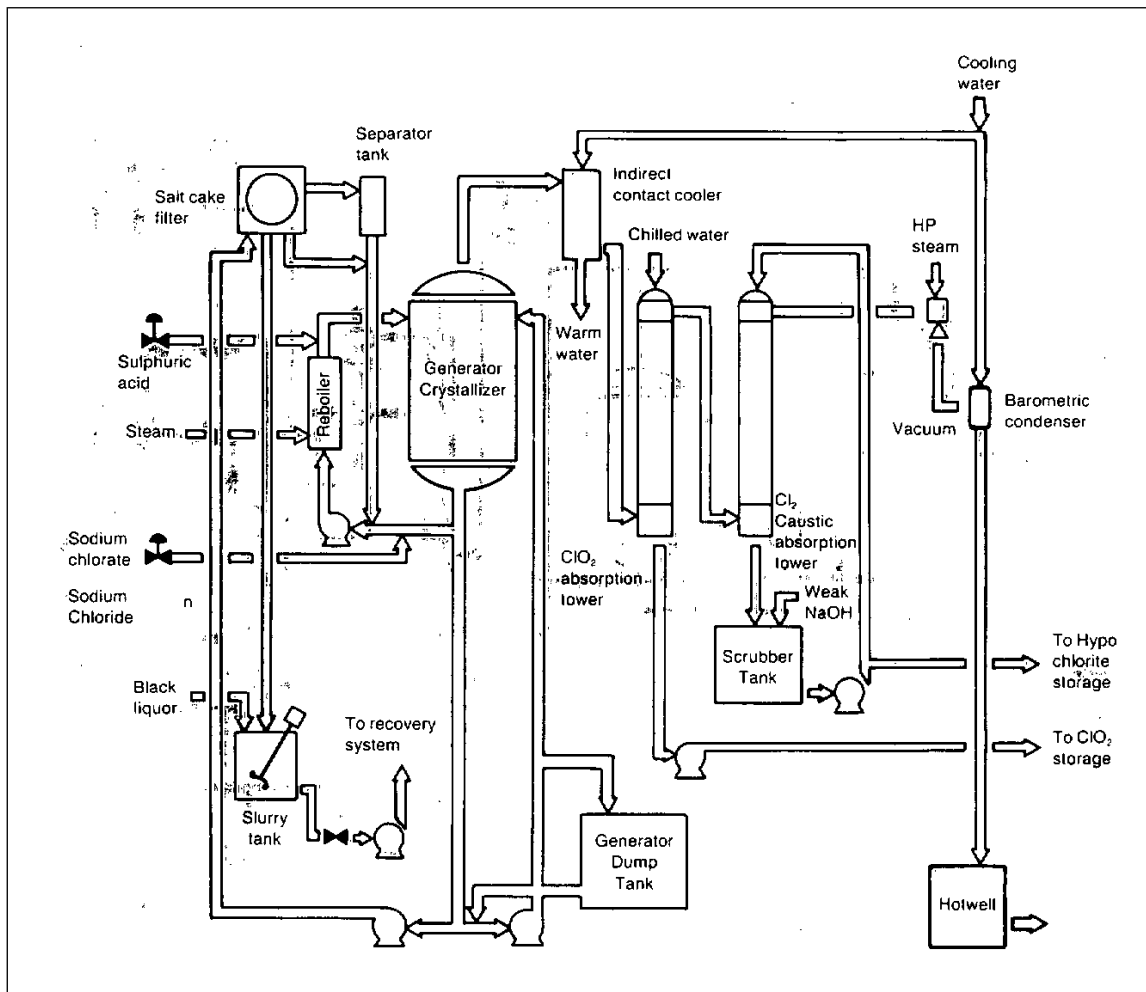 Cooling
water
Separator
tank
Salt cake
filter
Indirect
contact cooler
HP
steam
Chilled water
Sulphuric
acid
Warm
water
Generator
Crystallizer
Reboiler
Steam
Vacuum
Barometric
condenser
Cl₂
Caustic
absorption
lower
Sodium
chlorate
ClO₂
absorption
lower
Sodium
Chloride
n
Weak
NaOH
Scrubber
Tank
To Hypo
chlorite
storage
Black
liquor
To recovery
system
To ClO₂
storage
Slurry
tank
Generator
Dump
Tank
Hotwell